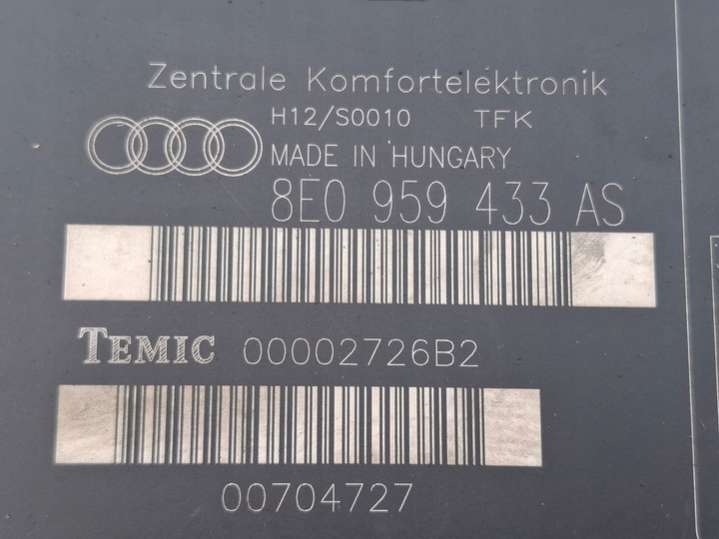 Zentrale Komfortelektronik
H12/S0010 TFK
MADE IN HUNGARY
8E0 959 433 AS
TEMIC 00002726B2
00704727